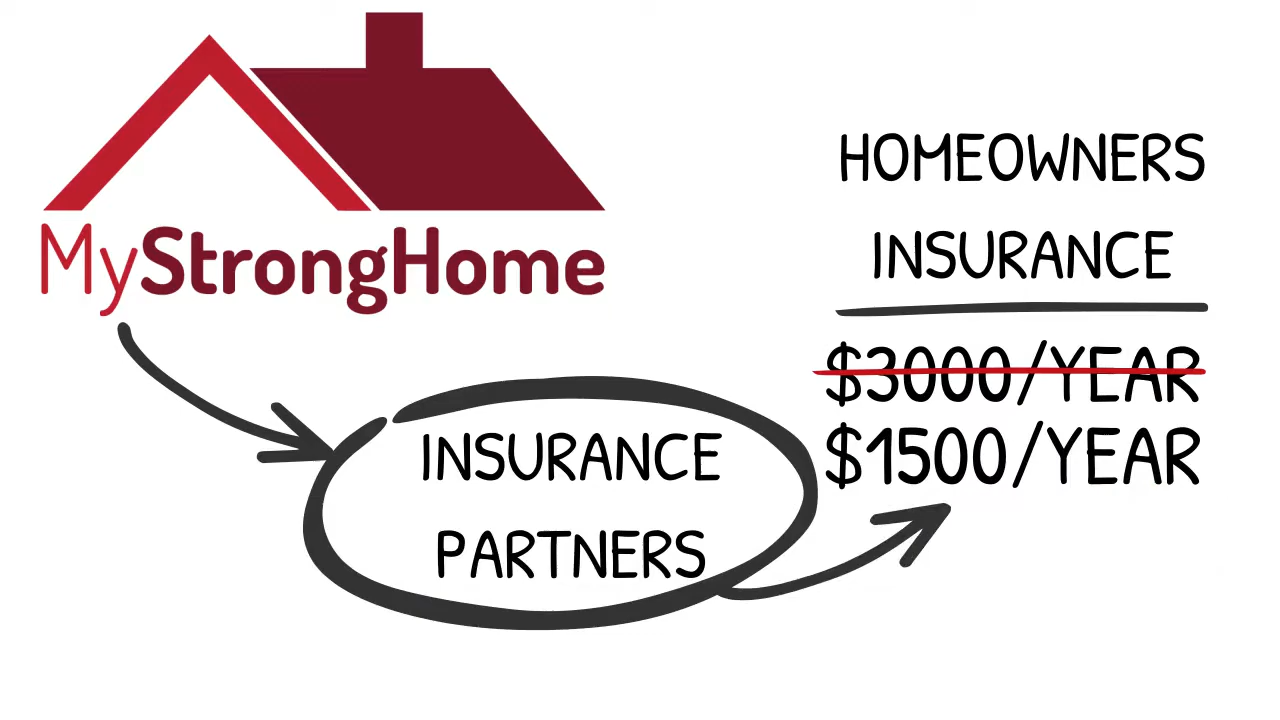 MyStrongHome
INSURANCE
PARTNERS
HOMEOWNERS
INSURANCE
$3000/YEAR
$1500/YEAR